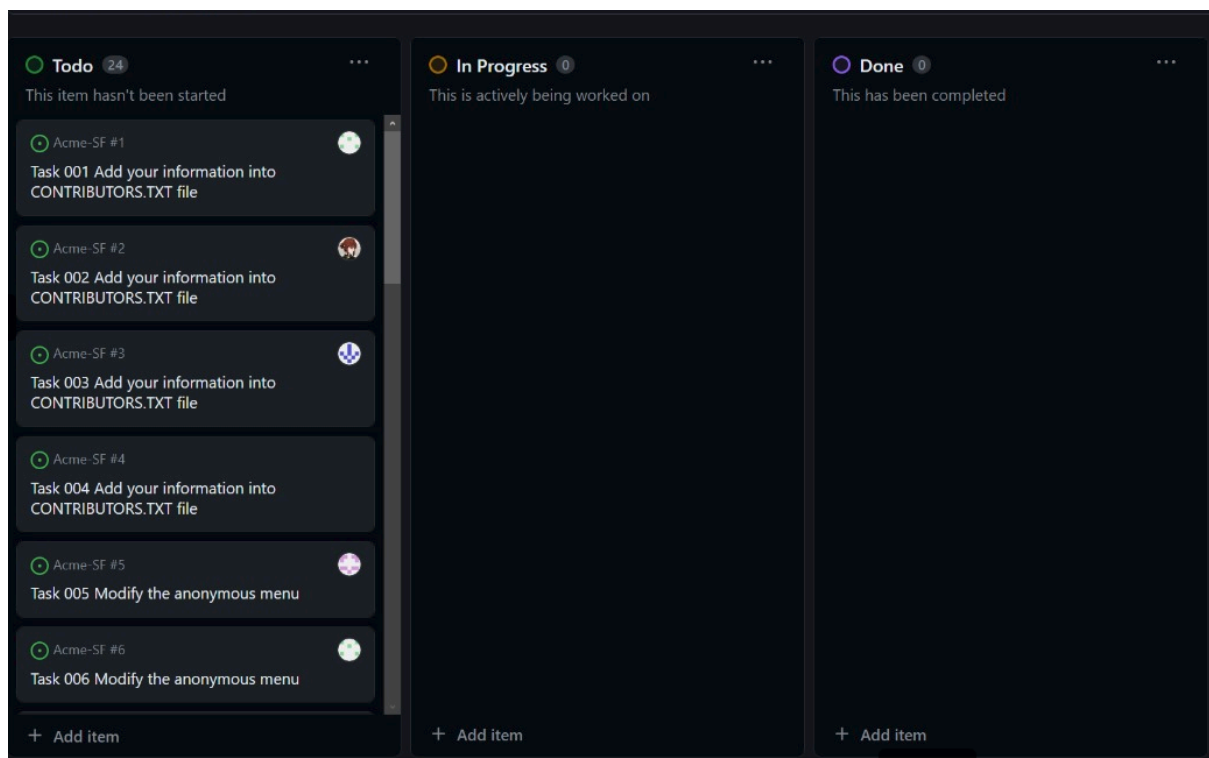 Todo 24
This item hasn't been started
Acme-SF #1
Task 001 Add your information into
CONTRIBUTORS.TXT file
Acme-SF #2
Task 002 Add your information into
CONTRIBUTORS.TXT file
Acme-SF #3
Task 003 Add your information into
CONTRIBUTORS.TXT file
Acme-SF #4
Task 004 Add your information into
CONTRIBUTORS.TXT file
Acme-SF #5
Task 005 Modify the anonymous menu
Acme-SF #6
Task 006 Modify the anonymous menu
+ Add item
In Progress 0
This is actively being worked on
+ Add item
Done 0
This has been completed
+ Add item